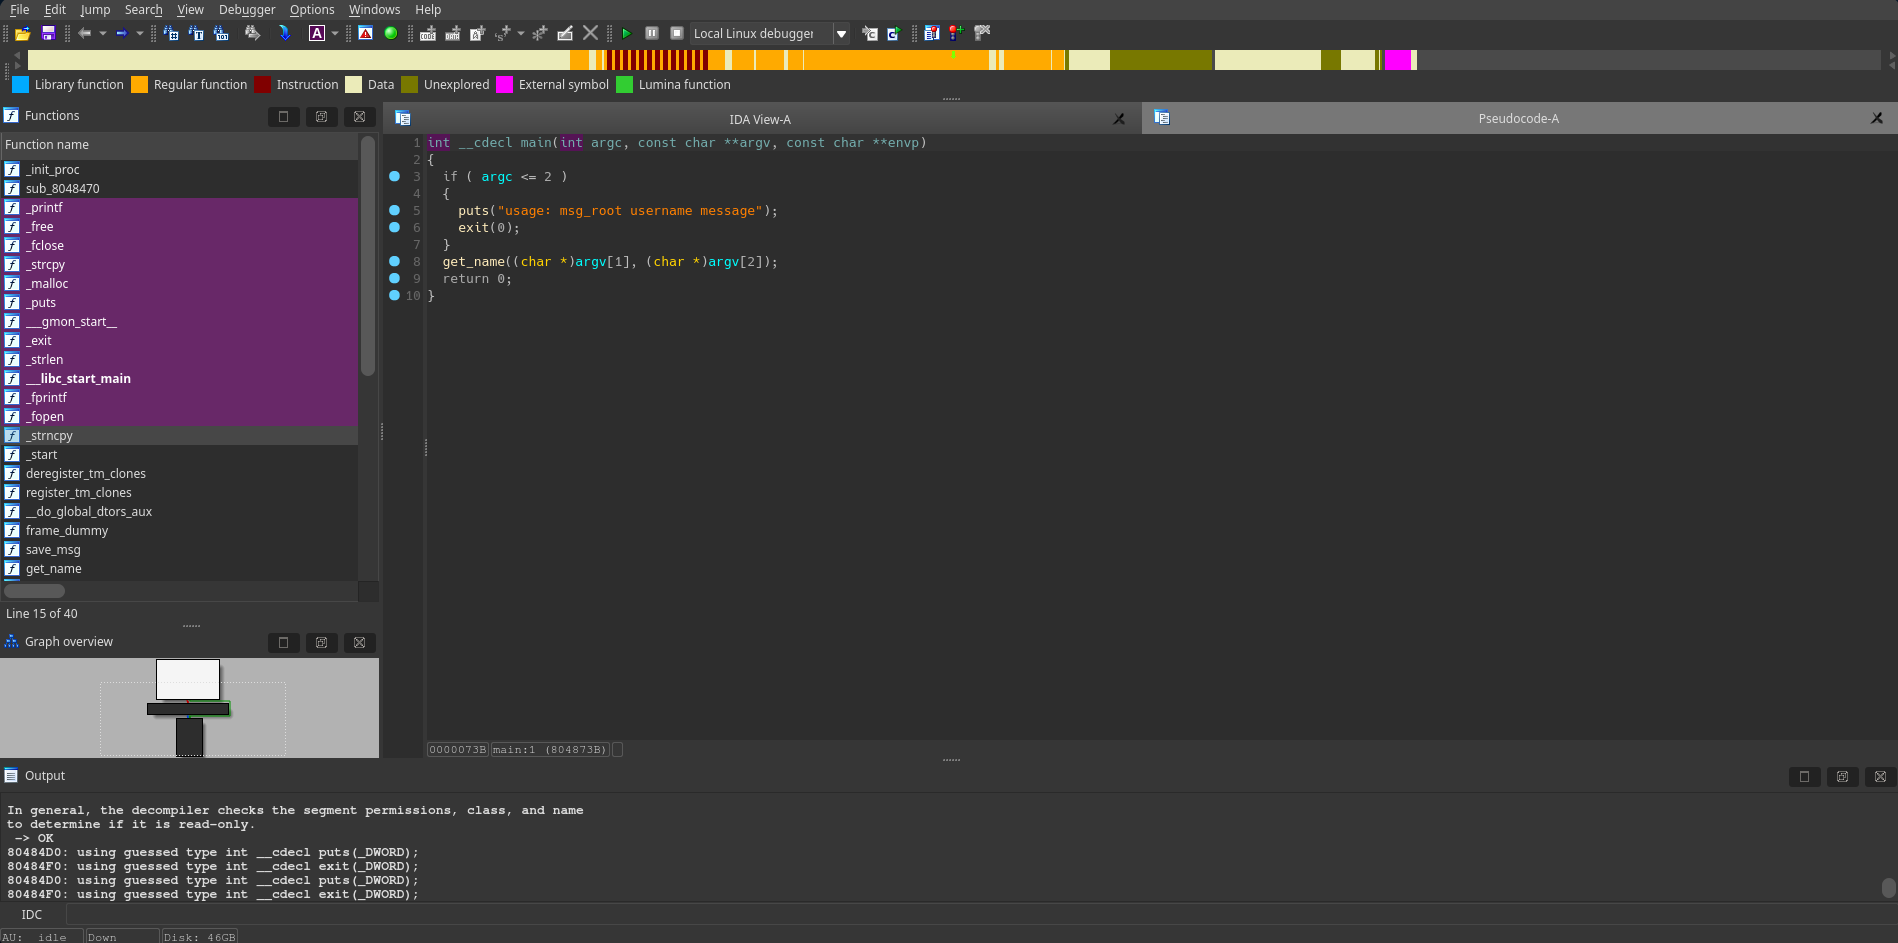 File Edit Jump Search View Debugger Options Windows Help
A Local Linux debugger
Library function Regular function Instruction Data Unexplored External symbol Lumina function
Functions
Function name
_init_proc
sub_8048470
_printf
_free
_fclose
_strcpy
_malloc
_puts
___gmon_start__
_exit
_strlen
___libc_start_main
_fprintf
_fopen
_strncpy
_start
deregister_tm_clones
register_tm_clones
__do_global_dtors_aux
frame_dummy
save_msg
get_name
Line 15 of 40
Graph overview
IDA View-A
Pseudocode-A
1 int __cdecl main(int argc, const char **argv, const char **envp)
2 {
3 if ( argc <= 2 )
4 {
5 puts("usage: msg_root username message");
6 exit(0);
7 }
8 get_name((char *)argv[1], (char *)argv[2]);
9 return 0;
10 }
0000073B main:1 (804873B)
Output
In general, the decompiler checks the segment permissions, class, and name
to determine if it is read-only.
-> OK
80484D0: using guessed type int __cdecl puts(_DWORD);
80484F0: using guessed type int __cdecl exit(_DWORD);
80484D0: using guessed type int __cdecl puts(_DWORD);
80484F0: using guessed type int __cdecl exit(_DWORD);
IDC
AU: idle Down Disk: 46GB